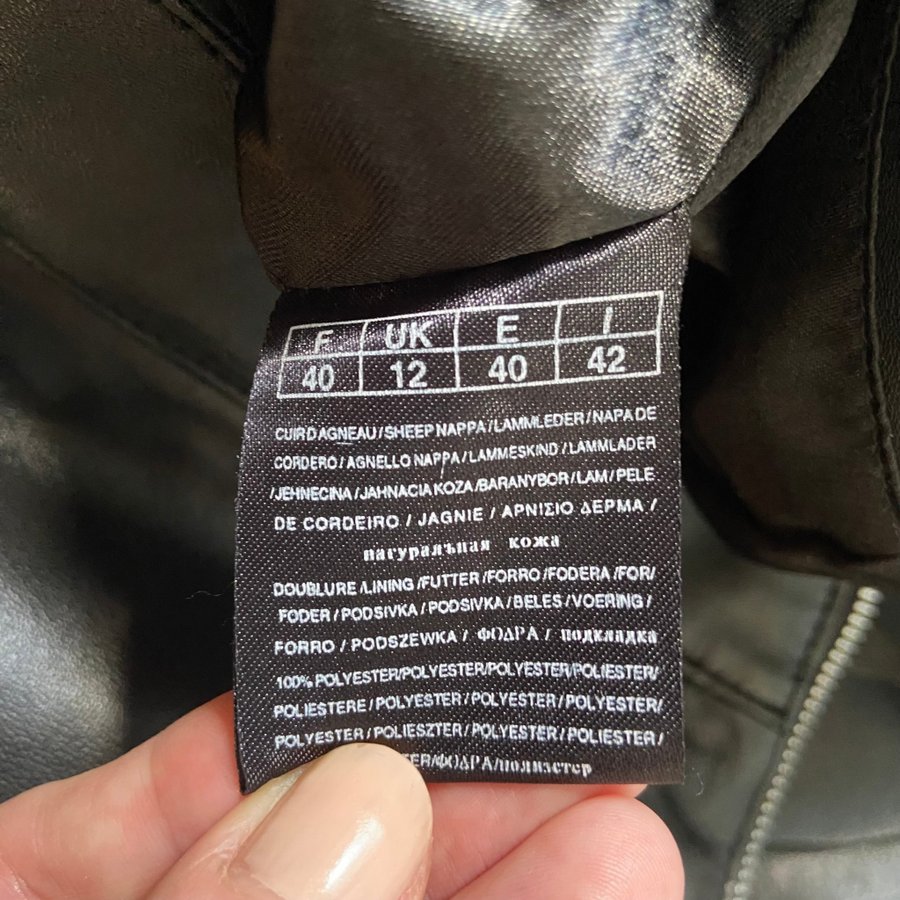 F UK E I
40 12 40 42
CUIR D'AGNEAU / SHEEP NAPPA / LAMMLEDER / NAPA DE
CORDERO / AGNELLO NAPPA / LAMMESKIND / LAMMLADER
/JEHNECINA / JAHNACIA KOZA /BARANYBOR / LAM / PELE
DE CORDEIRO / JAGNIE / ΑΡΝΙΣΙΟ ΔΕΡΜΑ /
натуралъная кожа
DOUBLURE /LINING /FUTTER /FORRO /FODERA /FOR/
FODER / PODSIVKA / PODSIVKA / BELES / VOERING /
FORRO / PODSZEWKA / ΦΟΔΡΑ / подкладка
100% POLYESTER/POLYESTER/POLYESTER/POLIESTER/
POLIESTERE / POLYESTER / POLYESTER / POLYESTER/
POLYESTER / POLIESZTER / POLYESTER / POLIESTER /
TER/ΦΟΔΡΑ/полиэстер